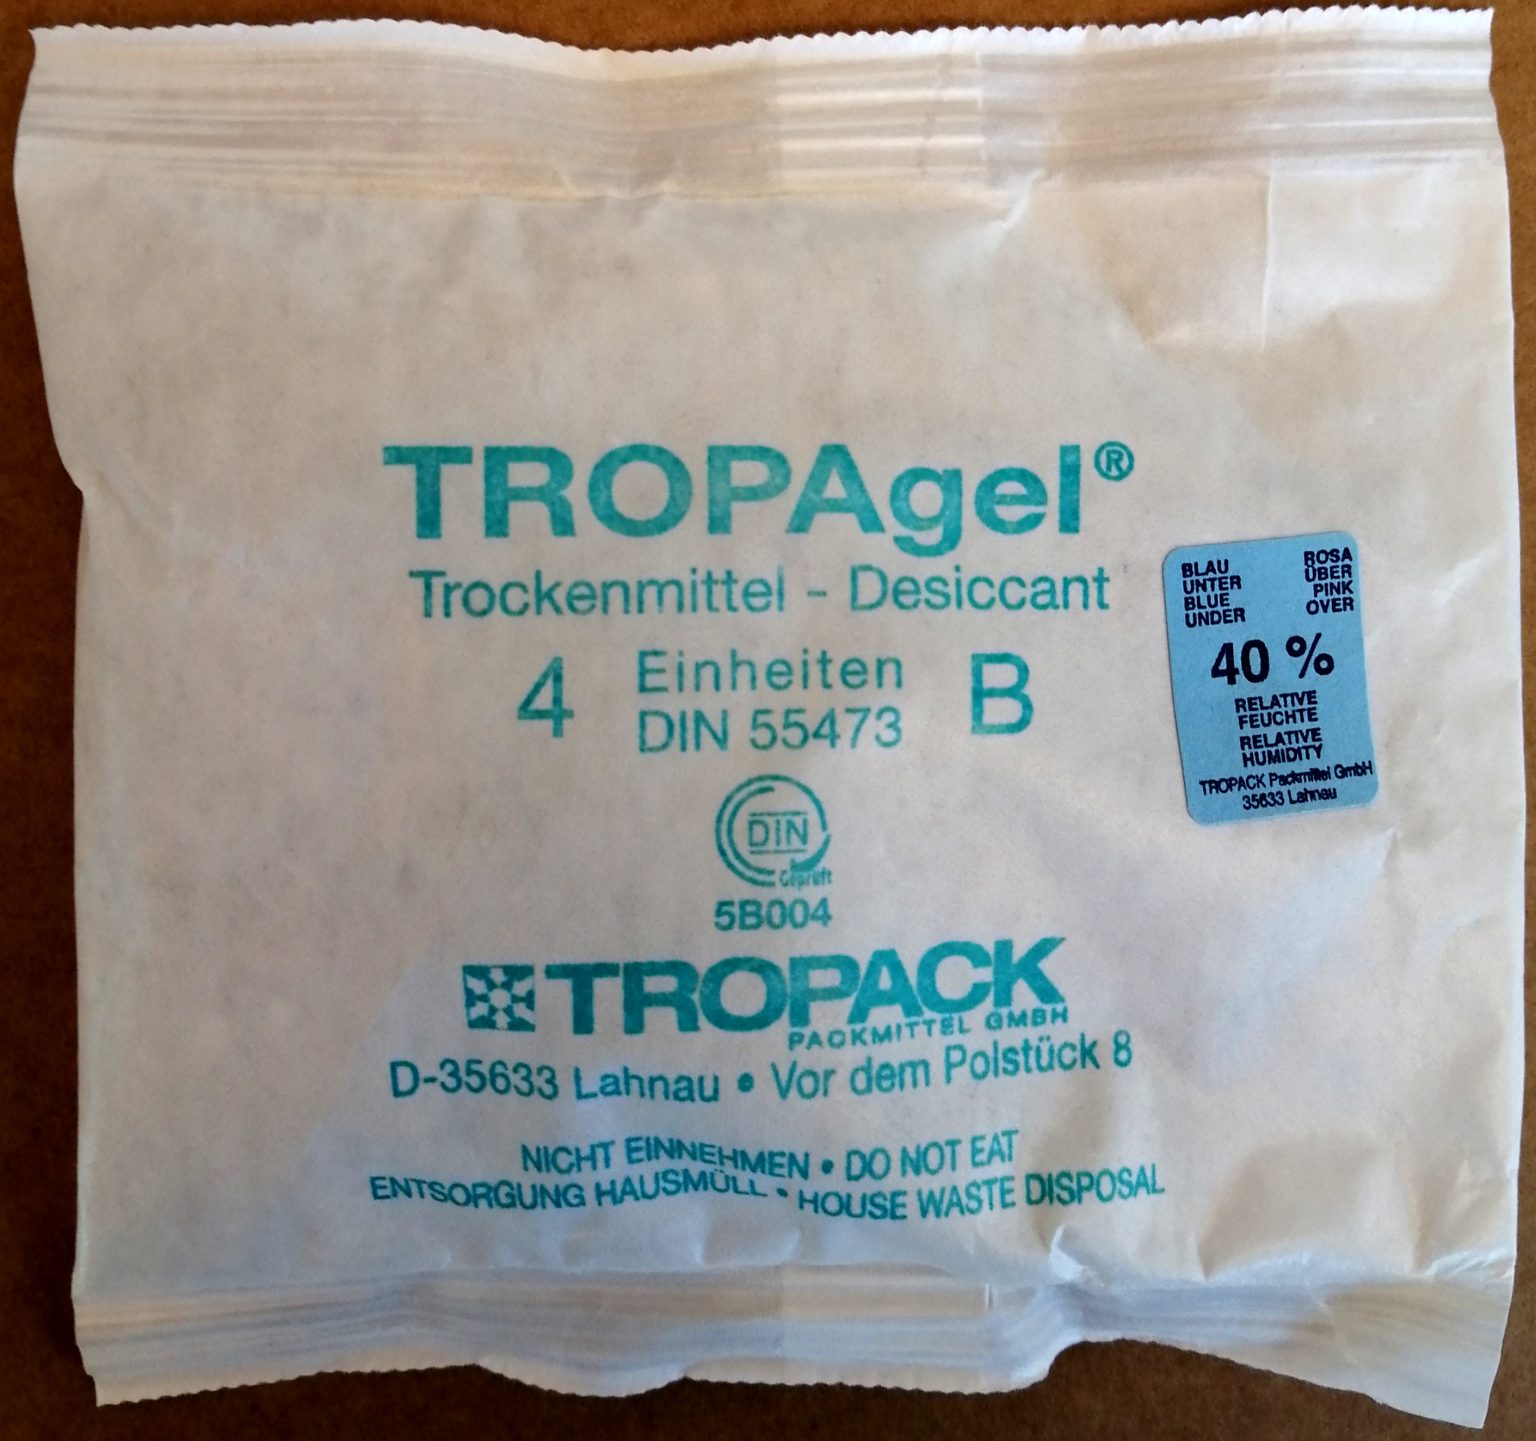 TROPAgel®
Trockenmittel - Desiccant
4 Einheiten B
DIN 55473
DIN
Geprüft
5B004
TROPACK
PACKMITTEL GMBH
D-35633 Lahnau • Vor dem Polstück 8
NICHT EINNEHMEN • DO NOT EAT
ENTSORGUNG HAUSMÜLL • HOUSE WASTE DISPOSAL
BLAU
UNTER
BLUE
UNDER
ROSA
ÜBER
PINK
OVER
40 %
RELATIVE
FEUCHTE
RELATIVE
HUMIDITY
TROPACK Packmittel GmbH
35633 Lahnau